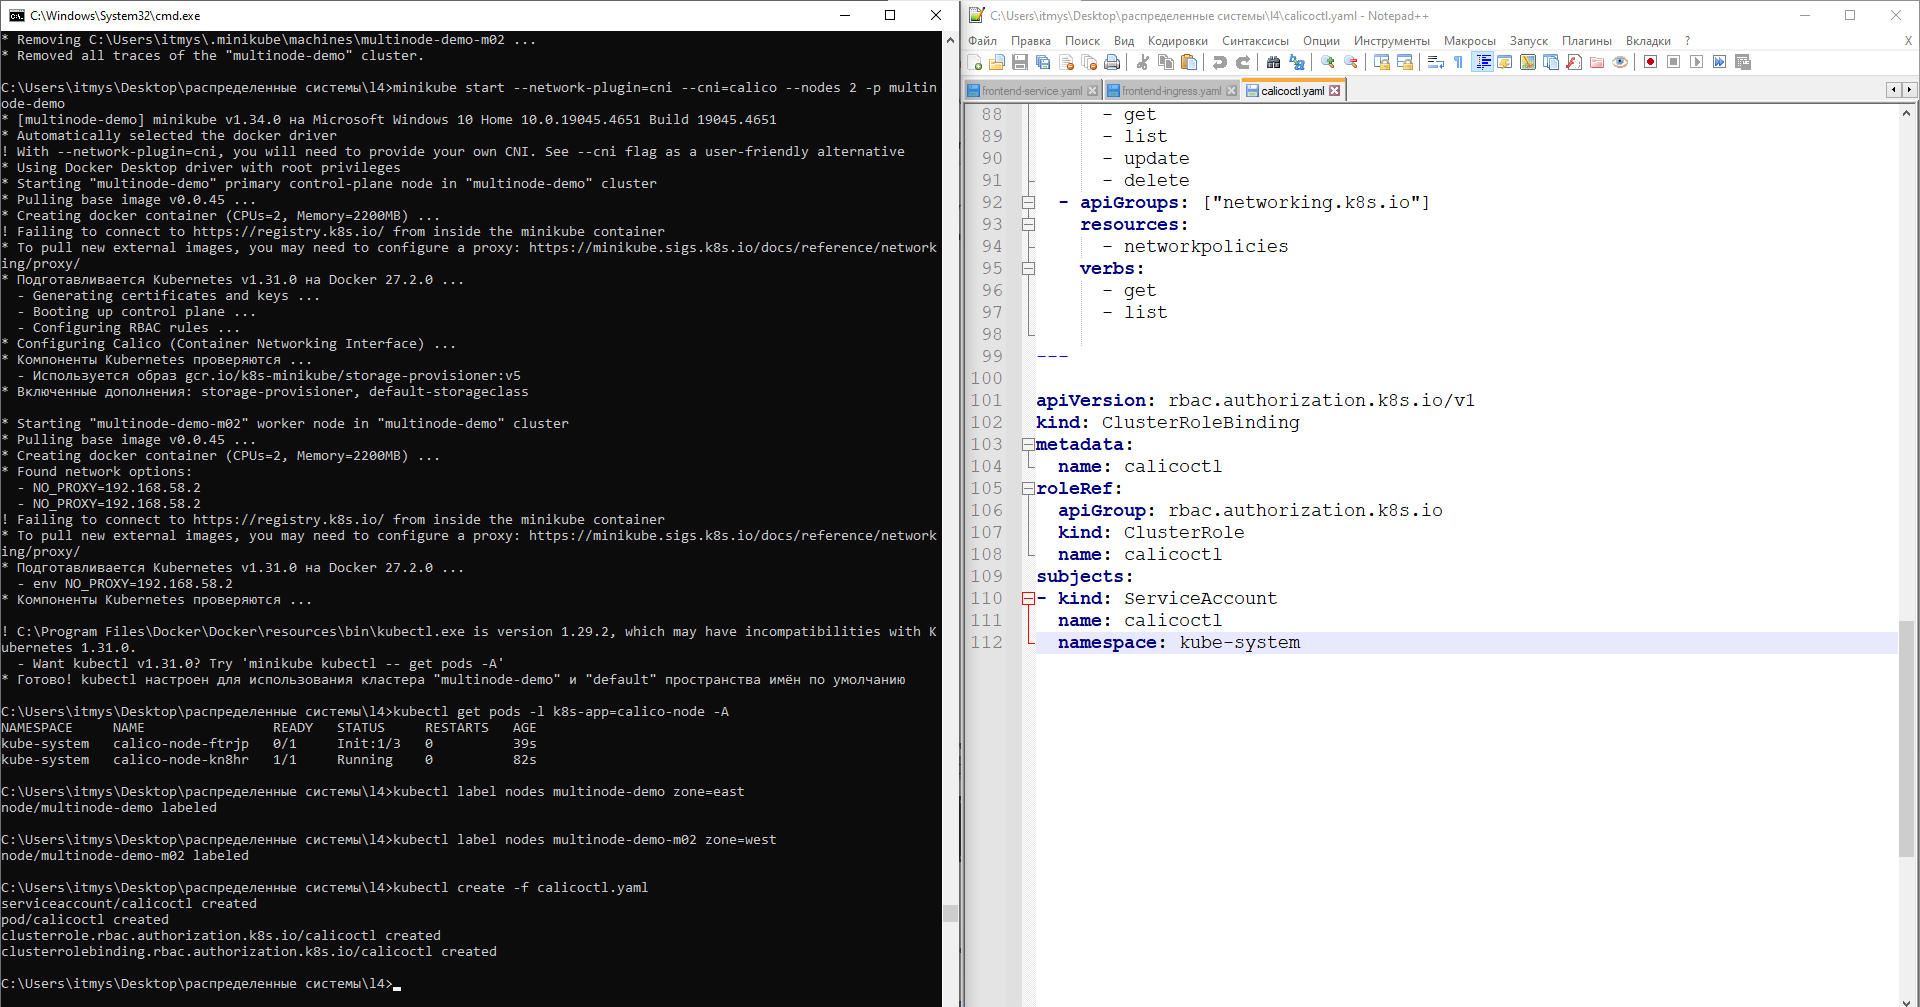 C:\Windows\System32\cmd.exe
* Removing C:\Users\itmys\.minikube\machines\multinode-demo-m02 ...
* Removed all traces of the "multinode-demo" cluster.
C:\Users\itmys\Desktop\распределенные системы\l4>minikube start --network-plugin=cni --cni=calico --nodes 2 -p multin
ode-demo
* [multinode-demo] minikube v1.34.0 на Microsoft Windows 10 Home 10.0.19045.4651 Build 19045.4651
* Automatically selected the docker driver
! With --network-plugin=cni, you will need to provide your own CNI. See --cni flag as a user-friendly alternative
* Using Docker Desktop driver with root privileges
* Starting "multinode-demo" primary control-plane node in "multinode-demo" cluster
* Pulling base image v0.0.45 ...
* Creating docker container (CPUs=2, Memory=2200MB) ...
! Failing to connect to https://registry.k8s.io/ from inside the minikube container
* To pull new external images, you may need to configure a proxy: https://minikube.sigs.k8s.io/docs/reference/network
ing/proxy/
* Подготавливается Kubernetes v1.31.0 на Docker 27.2.0 ...
  - Generating certificates and keys ...
  - Booting up control plane ...
  - Configuring RBAC rules ...
* Configuring Calico (Container Networking Interface) ...
* Компоненты Kubernetes проверяются ...
  - Используется образ gcr.io/k8s-minikube/storage-provisioner:v5
* Включенные дополнения: storage-provisioner, default-storageclass
* Starting "multinode-demo-m02" worker node in "multinode-demo" cluster
* Pulling base image v0.0.45 ...
* Creating docker container (CPUs=2, Memory=2200MB) ...
* Found network options:
  - NO_PROXY=192.168.58.2
  - NO_PROXY=192.168.58.2
! Failing to connect to https://registry.k8s.io/ from inside the minikube container
* To pull new external images, you may need to configure a proxy: https://minikube.sigs.k8s.io/docs/reference/network
ing/proxy/
* Подготавливается Kubernetes v1.31.0 на Docker 27.2.0 ...
  - env NO_PROXY=192.168.58.2
* Компоненты Kubernetes проверяются ...
! C:\Program Files\Docker\Docker\resources\bin\kubectl.exe is version 1.29.2, which may have incompatibilities with K
ubernetes 1.31.0.
  - Want kubectl v1.31.0? Try 'minikube kubectl -- get pods -A'
* Готово! kubectl настроен для использования кластера "multinode-demo" и "default" пространства имён по умолчанию
C:\Users\itmys\Desktop\распределенные системы\l4>kubectl get pods -l k8s-app=calico-node -A
NAMESPACE     NAME                READY   STATUS     RESTARTS   AGE
kube-system   calico-node-ftrjp   0/1     Init:1/3   0          39s
kube-system   calico-node-kn8hr   1/1     Running    0          82s
C:\Users\itmys\Desktop\распределенные системы\l4>kubectl label nodes multinode-demo zone=east
node/multinode-demo labeled
C:\Users\itmys\Desktop\распределенные системы\l4>kubectl label nodes multinode-demo-m02 zone=west
node/multinode-demo-m02 labeled
C:\Users\itmys\Desktop\распределенные системы\l4>kubectl create -f calicoctl.yaml
serviceaccount/calicoctl created
pod/calicoctl created
clusterrole.rbac.authorization.k8s.io/calicoctl created
clusterrolebinding.rbac.authorization.k8s.io/calicoctl created
C:\Users\itmys\Desktop\распределенные системы\l4>
C:\Users\itmys\Desktop\распределенные системы\l4\calicoctl.yaml - Notepad++
Файл Правка Поиск Вид Кодировки Синтаксисы Опции Инструменты Макросы Запуск Плагины Вкладки ? X
frontend-service.yaml frontend-ingress.yaml calicoctl.yaml
88       - get
89       - list
90       - update
91       - delete
92   - apiGroups: ["networking.k8s.io"]
93     resources:
94       - networkpolicies
95     verbs:
96       - get
97       - list
98
99 ---
100
101 apiVersion: rbac.authorization.k8s.io/v1
102 kind: ClusterRoleBinding
103 metadata:
104   name: calicoctl
105 roleRef:
106   apiGroup: rbac.authorization.k8s.io
107   kind: ClusterRole
108   name: calicoctl
109 subjects:
110 - kind: ServiceAccount
111   name: calicoctl
112   namespace: kube-system